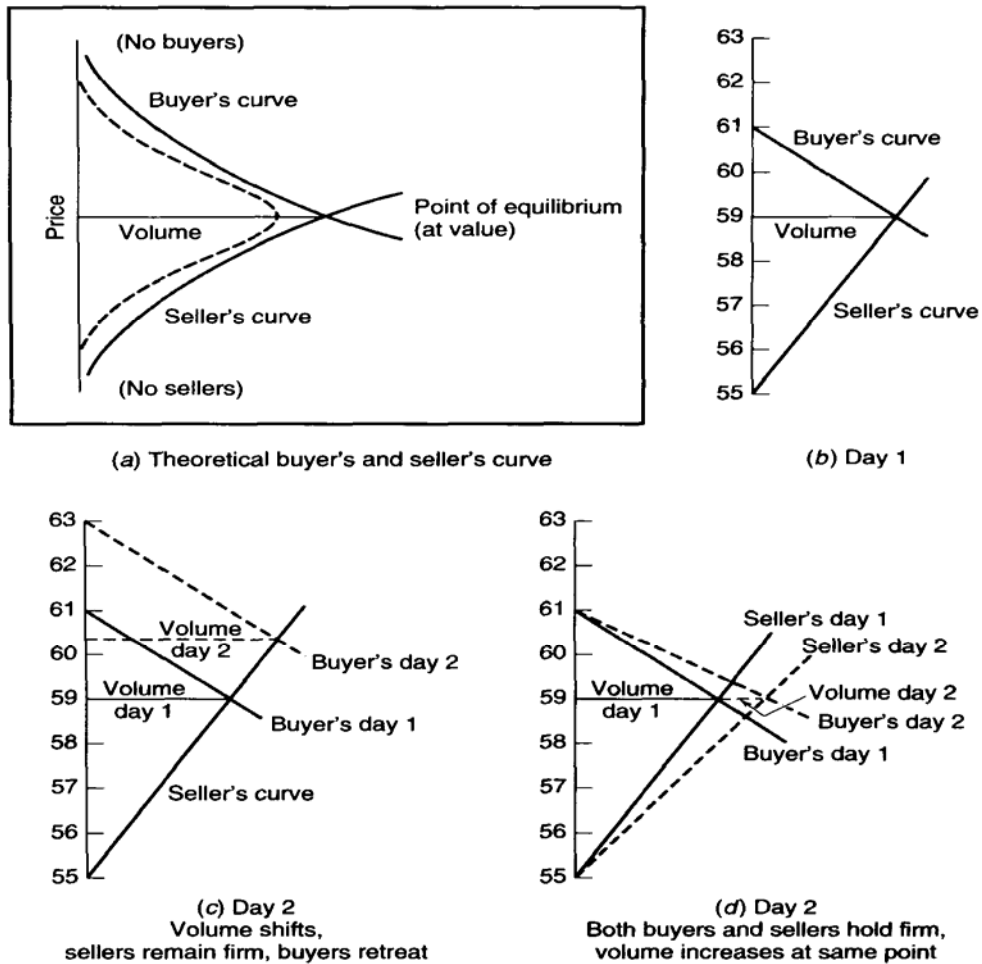 (No buyers)
Buyer's curve
Price
Volume
Point of equilibrium
(at value)
Seller's curve
(No sellers)
(a) Theoretical buyer's and seller's curve
63
62
61
60
59
58
57
56
55
Buyer's curve
Volume
Seller's curve
(b) Day 1
63
62
61
60
59
58
57
56
55
Volume
day 2
Buyer's day 2
Volume
day 1
Buyer's day 1
Seller's curve
(c) Day 2
Volume shifts,
sellers remain firm, buyers retreat
63
62
61
60
59
58
57
56
55
Seller's day 1
Seller's day 2
Volume
day 1
Volume day 2
Buyer's day 2
Buyer's day 1
(d) Day 2
Both buyers and sellers hold firm,
volume increases at same point